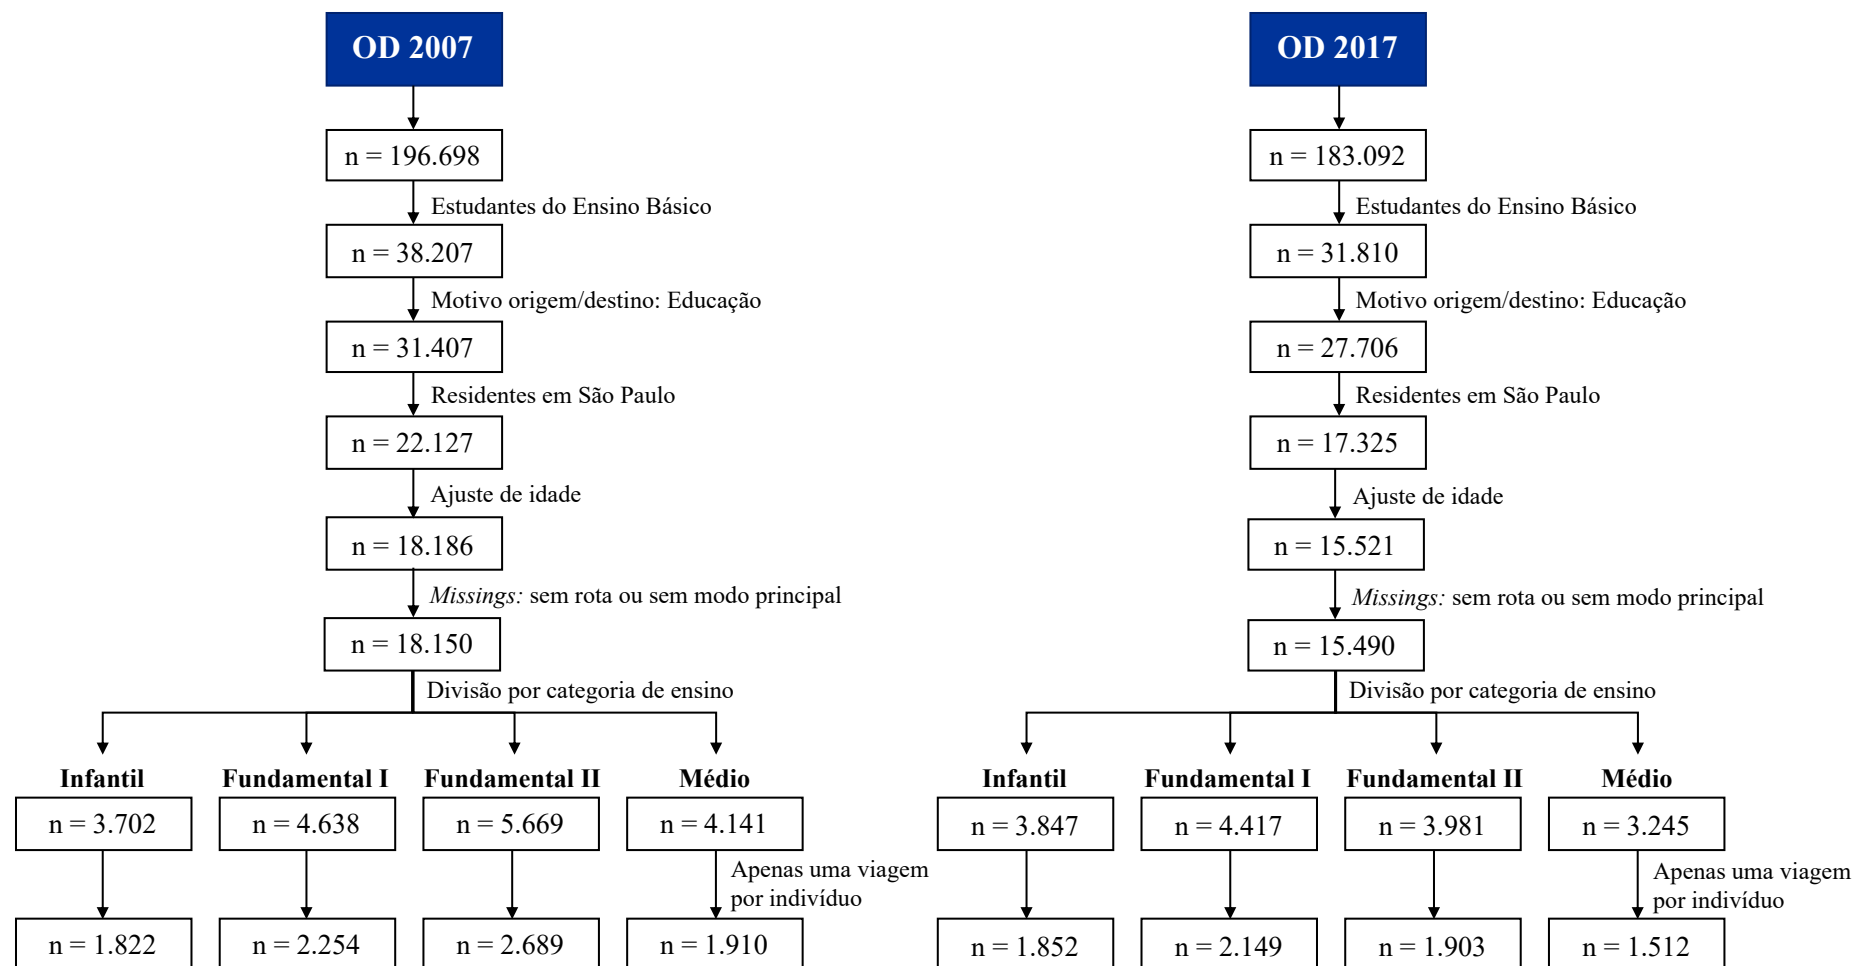 OD 2007
n = 196.698
Estudantes do Ensino Básico
n = 38.207
Motivo origem/destino: Educação
n = 31.407
Residentes em São Paulo
n = 22.127
Ajuste de idade
n = 18.186
Missings: sem rota ou sem modo principal
n = 18.150
Divisão por categoria de ensino
Infantil
Fundamental I
Fundamental II
Médio
n = 3.702
n = 4.638
n = 5.669
n = 4.141
Apenas uma viagem
por indivíduo
n = 1.822
n = 2.254
n = 2.689
n = 1.910
OD 2017
n = 183.092
Estudantes do Ensino Básico
n = 31.810
Motivo origem/destino: Educação
n = 27.706
Residentes em São Paulo
n = 17.325
Ajuste de idade
n = 15.521
Missings: sem rota ou sem modo principal
n = 15.490
Divisão por categoria de ensino
Infantil
Fundamental I
Fundamental II
Médio
n = 3.847
n = 4.417
n = 3.981
n = 3.245
Apenas uma viagem
por indivíduo
n = 1.852
n = 2.149
n = 1.903
n = 1.512